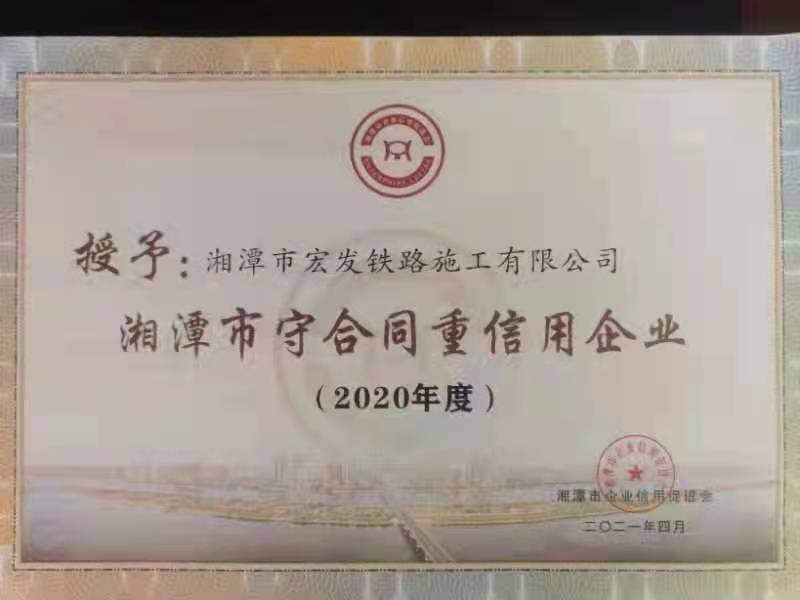 授予：湘潭市宏发铁路施工有限公司
湘潭市守合同重信用企业
（2020年度）
湘潭市企业信用促进会
二〇二一年四月